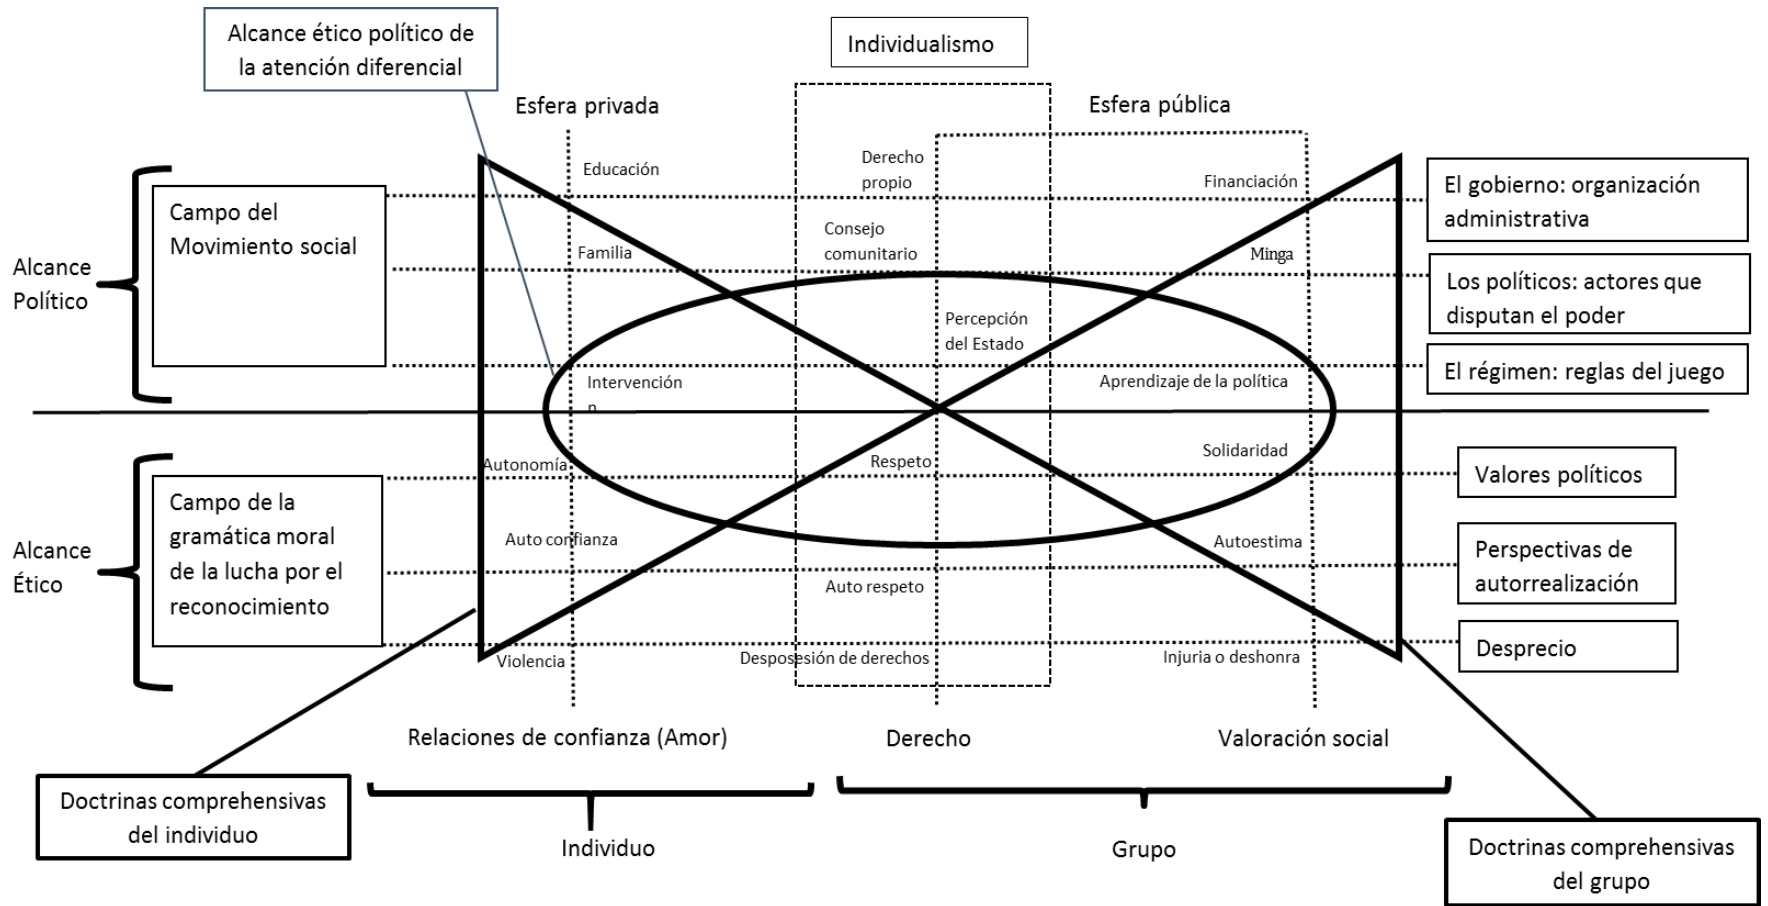 Alcance ético político de
la atención diferencial
Individualismo
Esfera privada
Esfera pública
Educación
Derecho
propio
Financiación
El gobierno: organización
administrativa
Campo del
Movimiento social
Familia
Consejo
comunitario
Minga
Alcance
Político
Los políticos: actores que
disputan el poder
Percepción
del Estado
Intervención
n
Aprendizaje de la política
El régimen: reglas del juego
Autonomía
Respeto
Solidaridad
Valores políticos
Campo de la
gramática moral
de la lucha por el
reconocimiento
Alcance
Ético
Auto confianza
Auto respeto
Autoestima
Perspectivas de
autorrealización
Violencia
Desposesión de derechos
Injuria o deshonra
Desprecio
Relaciones de confianza (Amor)
Derecho
Valoración social
Doctrinas comprehensivas
del individuo
Individuo
Grupo
Doctrinas comprehensivas
del grupo